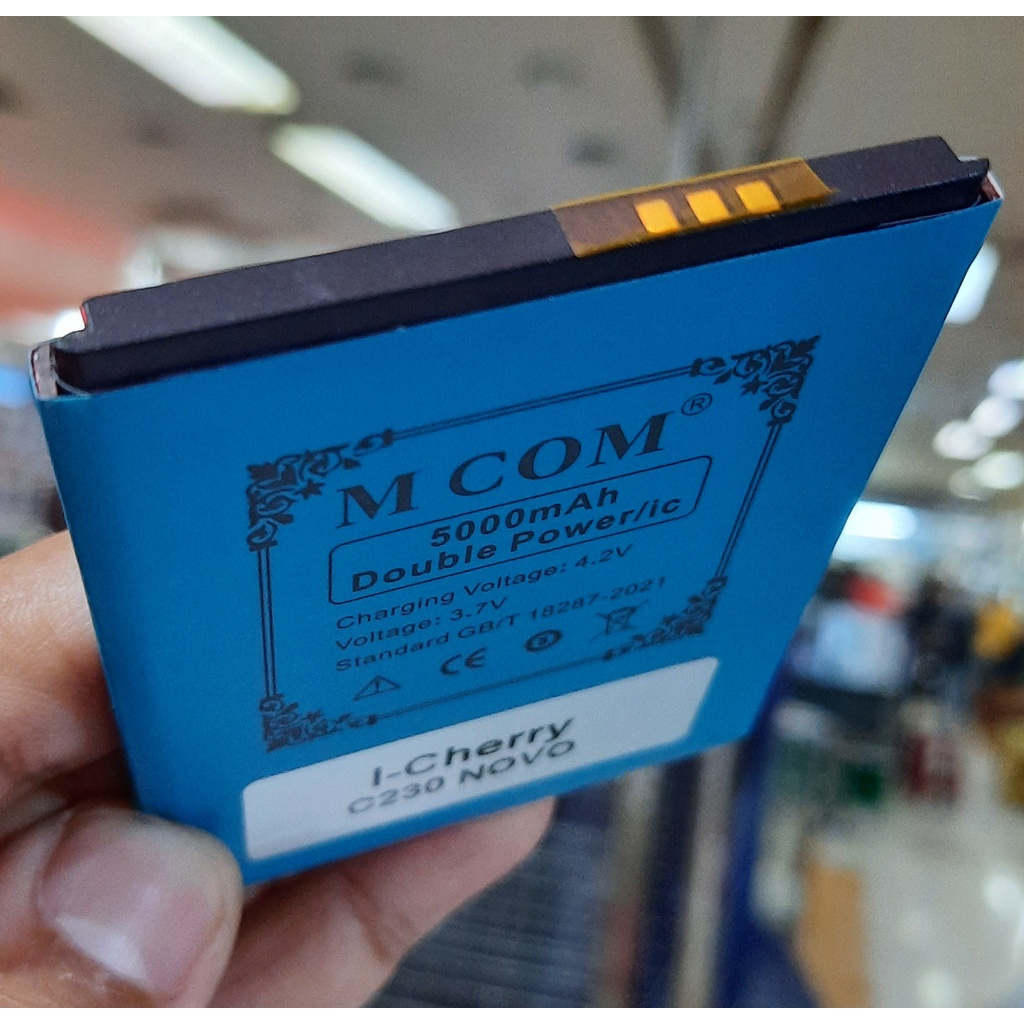 M COM ®
5000mAh
Double Power/ic
Charging Voltage: 4.2V
Voltage: 3.7V
Standard GB/T 18287-2021
CE
I-Cherry
C230 NOVO